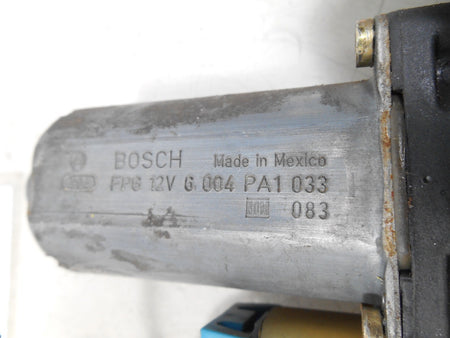 BOSCH Made in Mexico
FPG 12V 6 004 PA1 033
083